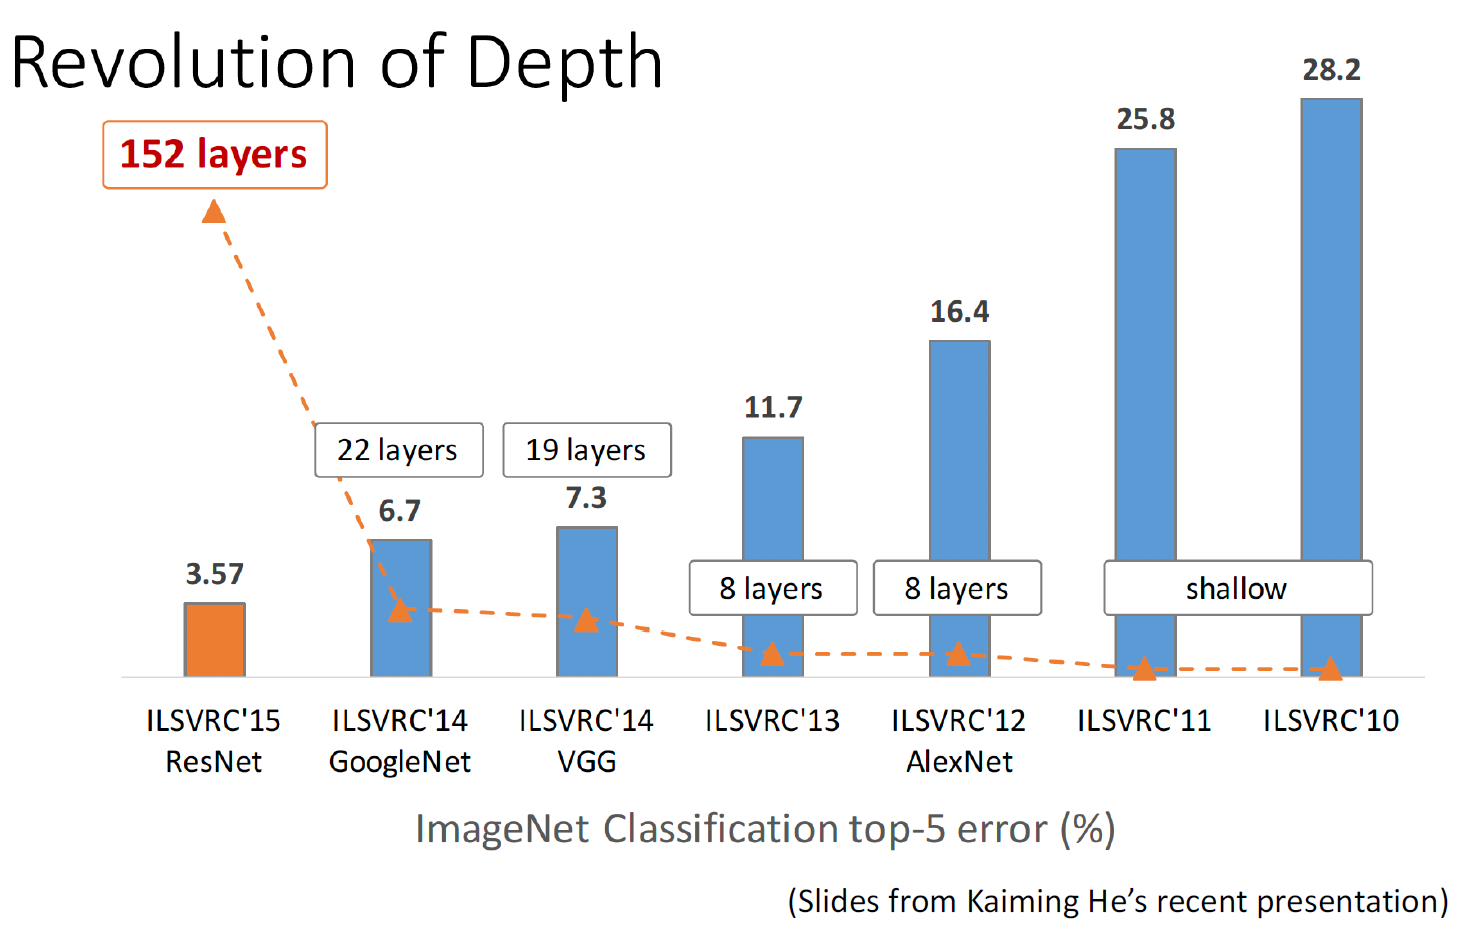 Revolution of Depth
152 layers
28.2
25.8
16.4
11.7
22 layers
19 layers
6.7
7.3
3.57
8 layers
8 layers
shallow
ILSVRC'15
ResNet
ILSVRC'14
GoogleNet
ILSVRC'14
VGG
ILSVRC'13
ILSVRC'12
AlexNet
ILSVRC'11
ILSVRC'10
ImageNet Classification top-5 error (%)
(Slides from Kaiming He’s recent presentation)